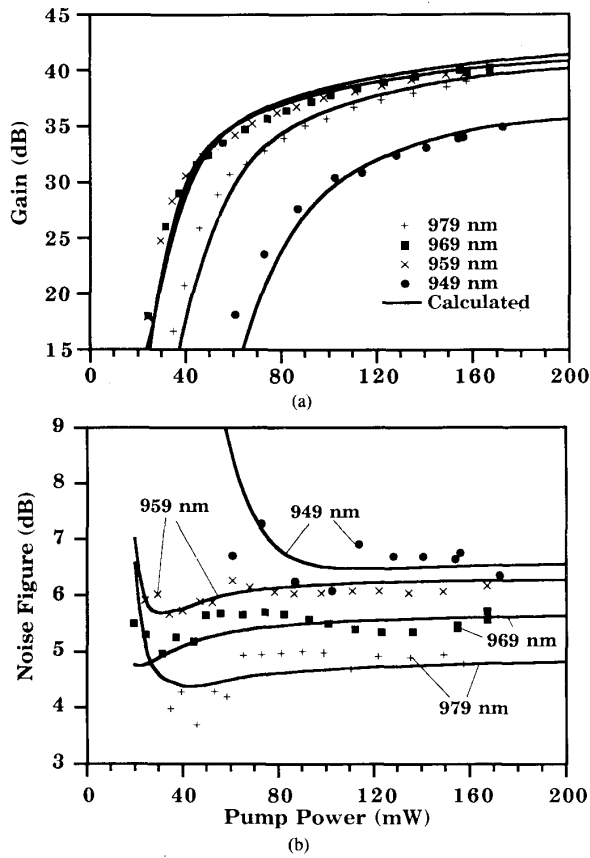 45
40
35
30
25
20
15
Gain (dB)
+ 979 nm
■ 969 nm
× 959 nm
● 949 nm
Calculated
0 40 80 120 160 200
(a)
9
8
7
6
5
4
3
Noise Figure (dB)
959 nm
949 nm
969 nm
979 nm
0 40 80 120 160 200
Pump Power (mW)
(b)